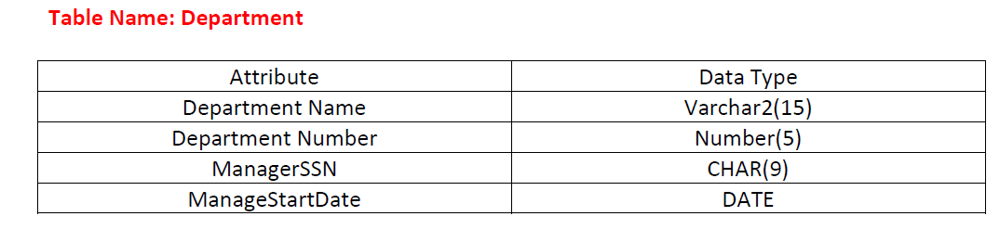 Table Name: Department
Attribute Data Type
Department Name Varchar2(15)
Department Number Number(5)
ManagerSSN CHAR(9)
ManageStartDate DATE